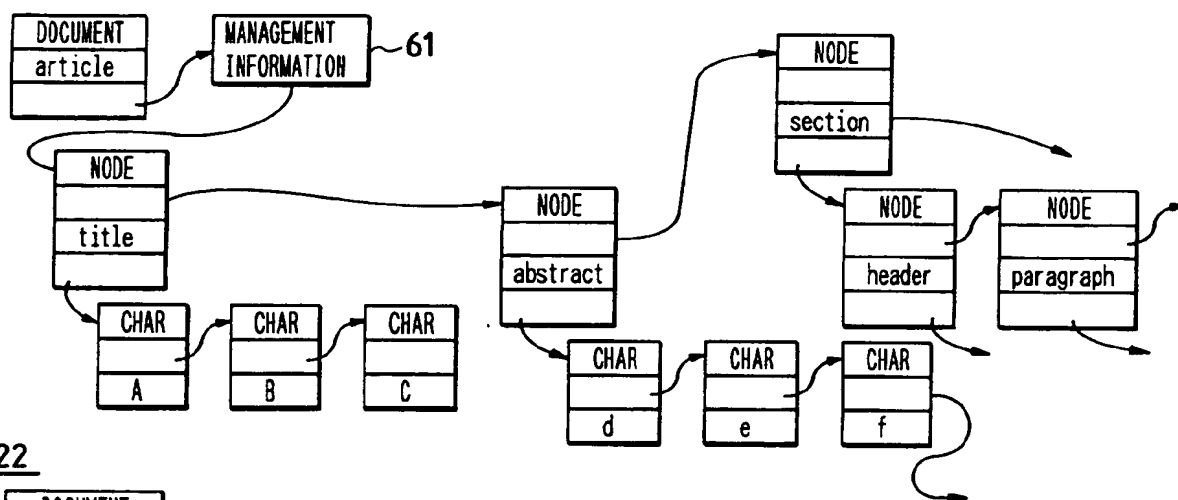 DOCUMENT
article
MANAGEMENT
INFORMATION
61
NODE
section
NODE
title
NODE
abstract
NODE
header
NODE
paragraph
CHAR
A
CHAR
B
CHAR
C
CHAR
d
CHAR
e
CHAR
f
22
DOCUMENT